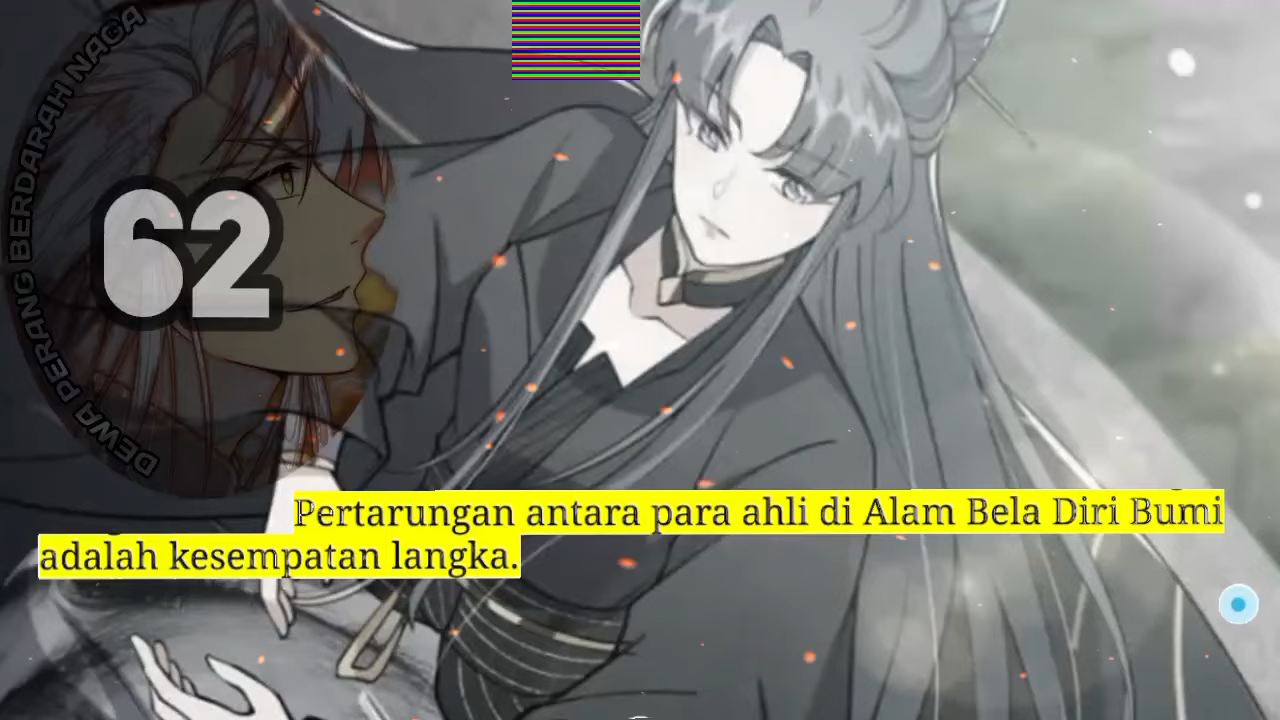 DEWA PERANG BERDARAH NAGA
62
Pertarungan antara para ahli di Alam Bela Diri Bumi
adalah kesempatan langka.